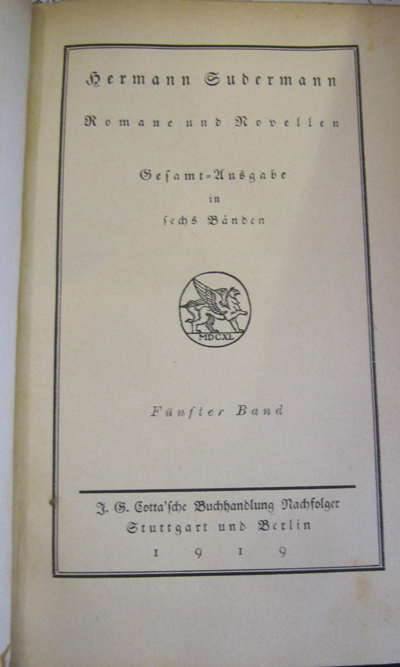 Hermann Sudermann
Romane und Novellen
Gesamt-Ausgabe
in
sechs Bänden
MDCXL
Fünfter Band
J. G. Cotta'sche Buchhandlung Nachfolger
Stuttgart und Berlin
1919